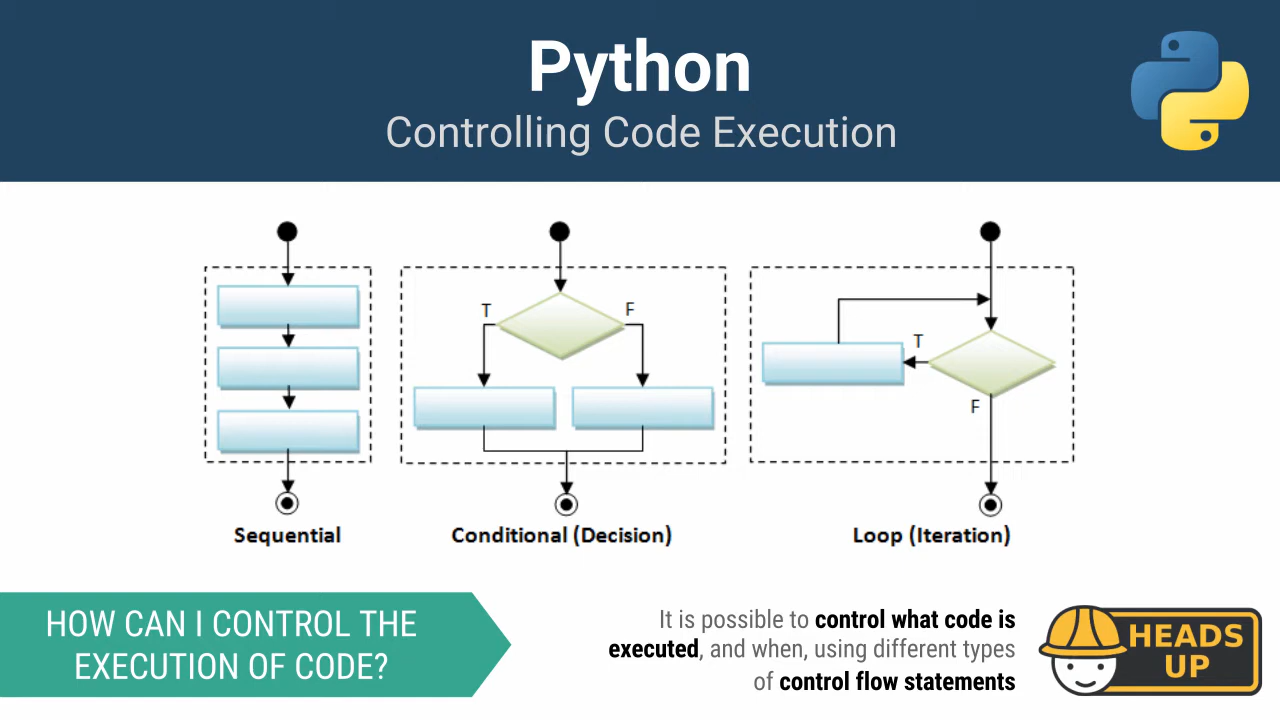 Python
Controlling Code Execution
T
F
T
F
Sequential
Conditional (Decision)
Loop (Iteration)
HOW CAN I CONTROL THE
EXECUTION OF CODE?
It is possible to control what code is
executed, and when, using different types
of control flow statements
HEADS
UP